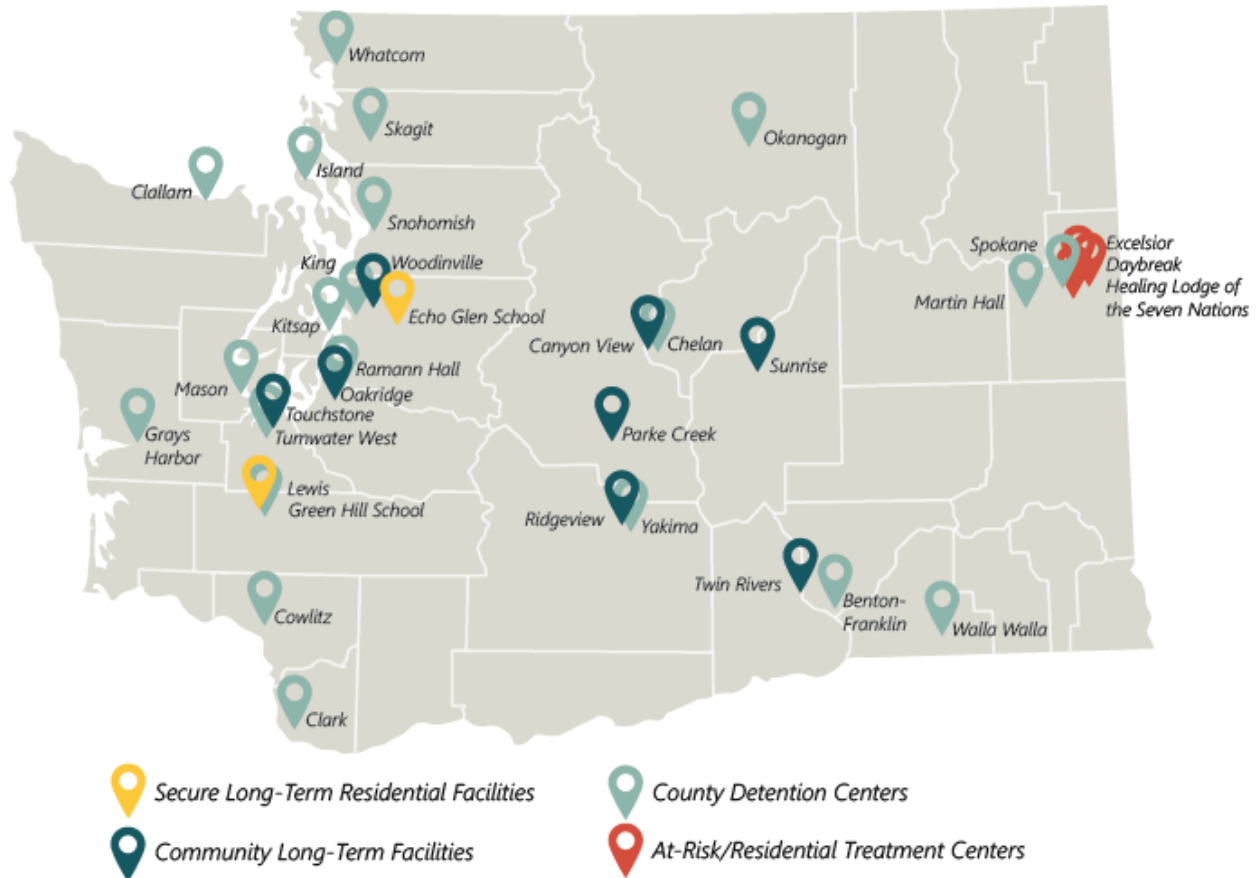 Whatcom
Skagit
Okanogan
Island
Clallam
Snohomish
Spokane
Excelsior
Daybreak
Healing Lodge of
the Seven Nations
King
Woodinville
Martin Hall
Kitsap
Echo Glen School
Canyon View
Chelan
Sunrise
Ramann Hall
Oakridge
Mason
Touchstone
Tumwater West
Parke Creek
Grays
Harbor
Lewis
Green Hill School
Ridgeview
Yakima
Twin Rivers
Benton-
Franklin
Walla Walla
Cowlitz
Clark
Secure Long-Term Residential Facilities
County Detention Centers
Community Long-Term Facilities
At-Risk/Residential Treatment Centers